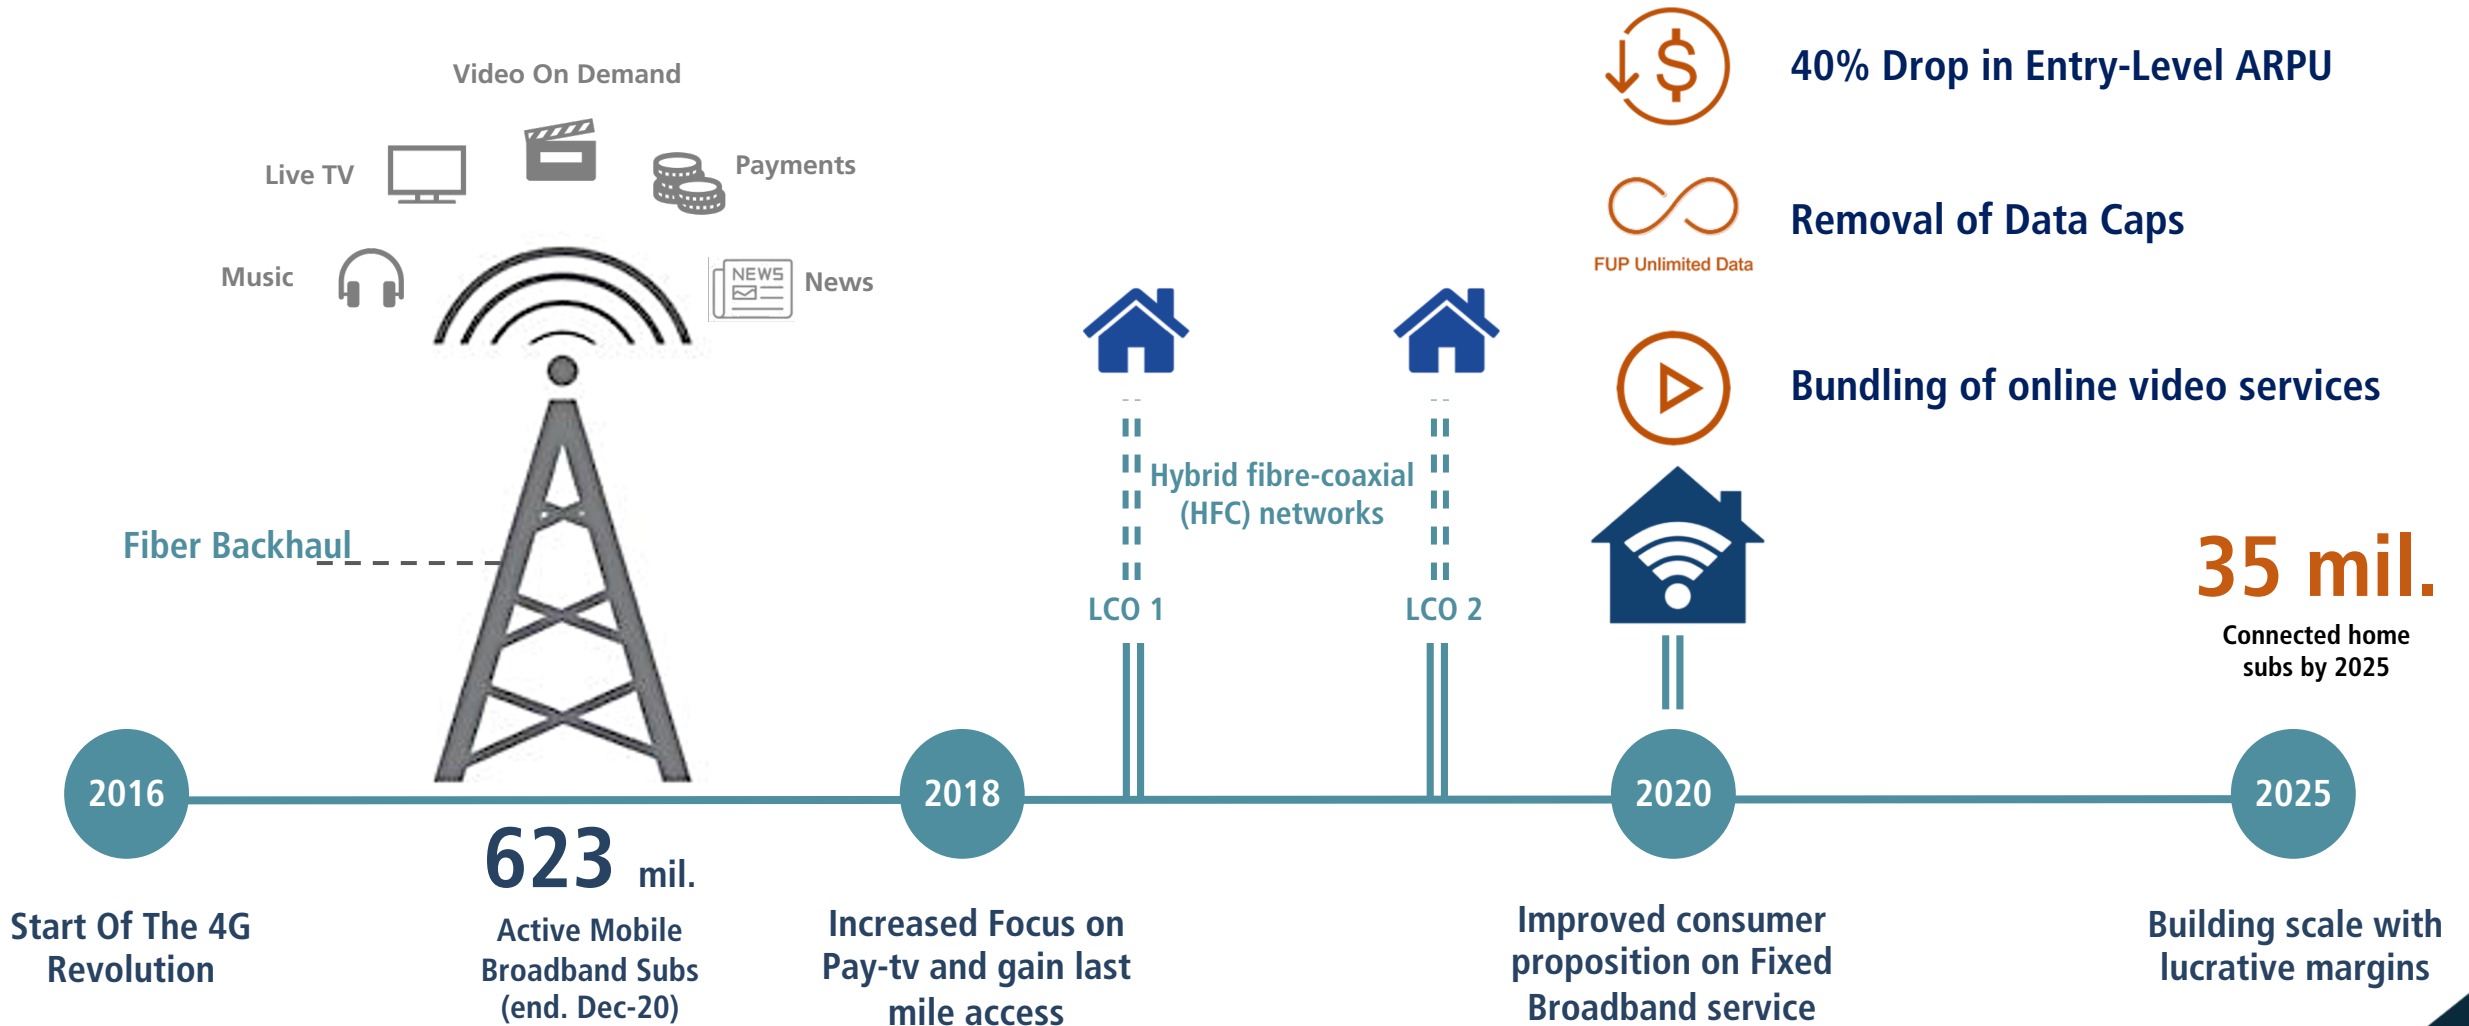 Video On Demand
Live TV
Payments
Music
NEWS
News
Fiber Backhaul
40% Drop in Entry-Level ARPU
Removal of Data Caps
FUP Unlimited Data
Bundling of online video services
Hybrid fibre-coaxial
(HFC) networks
LCO 1
LCO 2
35 mil.
Connected home
subs by 2025
2016
2018
2020
2025
Start Of The 4G
Revolution
623 mil.
Active Mobile
Broadband Subs
(end. Dec-20)
Increased Focus on
Pay-tv and gain last
mile access
Improved consumer
proposition on Fixed
Broadband service
Building scale with
lucrative margins